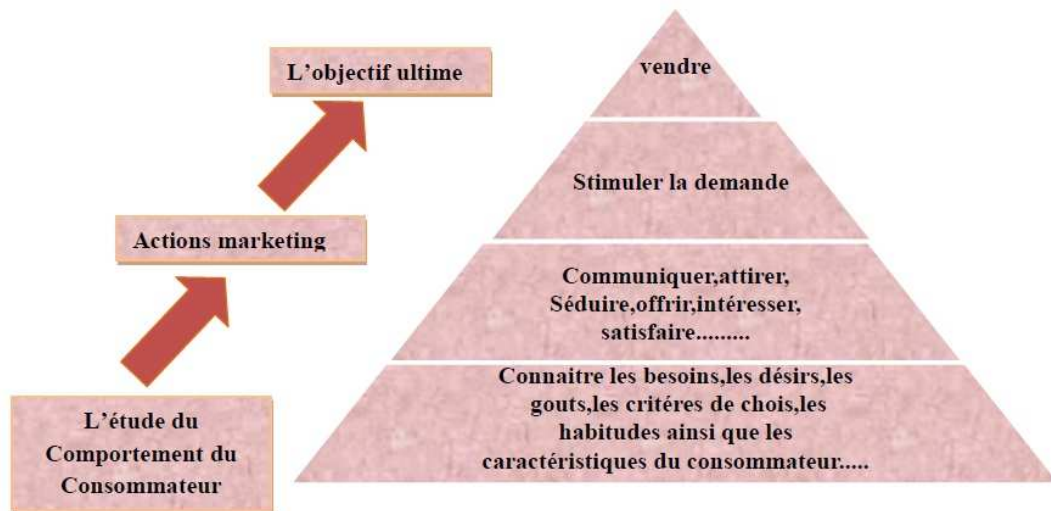 L'objectif ultime
Actions marketing
L'étude du
Comportement du
Consommateur
vendre
Stimuler la demande
Communiquer,attirer,
Séduire,offrir,intéresser,
satisfaire.........
Connaitre les besoins,les désirs,les
gouts,les critéres de chois,les
habitudes ainsi que les
caractéristiques du consommateur.....